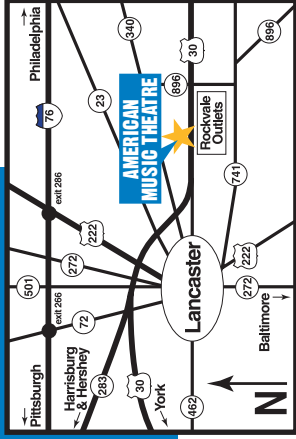 Pittsburgh
501
76
Philadelphia
exit 266
exit 286
Harrisburg
& Hershey
72
272
222
23
340
283
AMERICAN
MUSIC THEATRE
30
York
896
30
462
Lancaster
Rockvale
Outlets
741
Baltimore
272
222
896
N